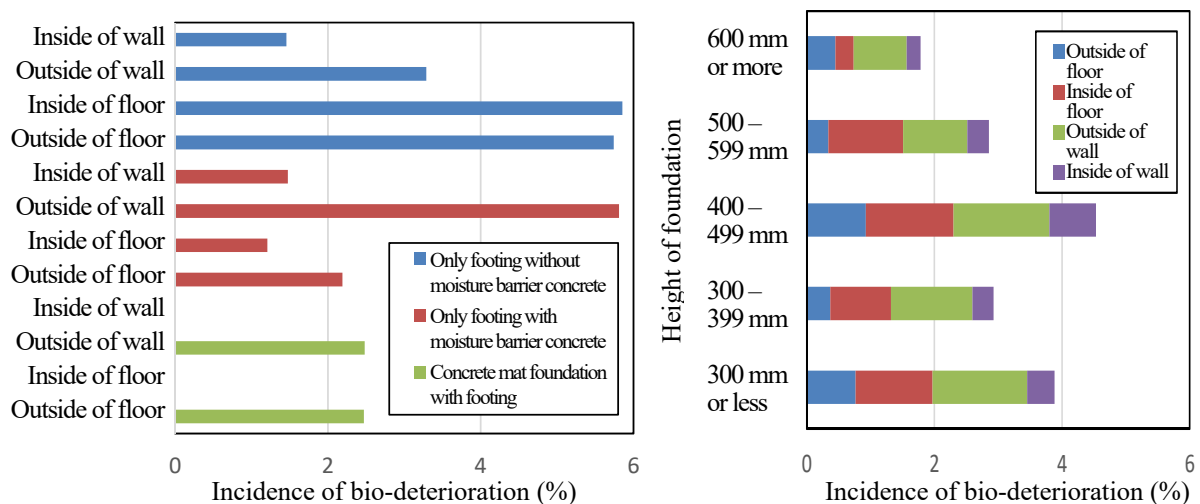 Inside of wall
Outside of wall
Inside of floor
Outside of floor
Inside of wall
Outside of wall
Inside of floor
Outside of floor
Inside of wall
Outside of wall
Inside of floor
Outside of floor
Only footing without
moisture barrier concrete
Only footing with
moisture barrier concrete
Concrete mat foundation
with footing
0 2 4 6
Incidence of bio-deterioration (%)
Height of foundation
600 mm
or more
500 –
599 mm
400 –
499 mm
300 –
399 mm
300 mm
or less
Outside of
floor
Inside of
floor
Outside of
wall
Inside of wall
0 2 4 6
Incidence of bio-deterioration (%)